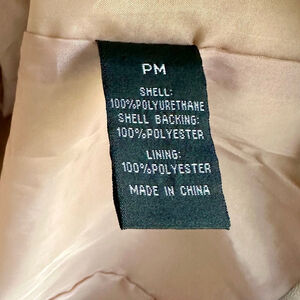 PM
SHELL:
100%POLYURETHANE
SHELL BACKING:
100%POLYESTER
LINING:
100%POLYESTER
MADE IN CHINA